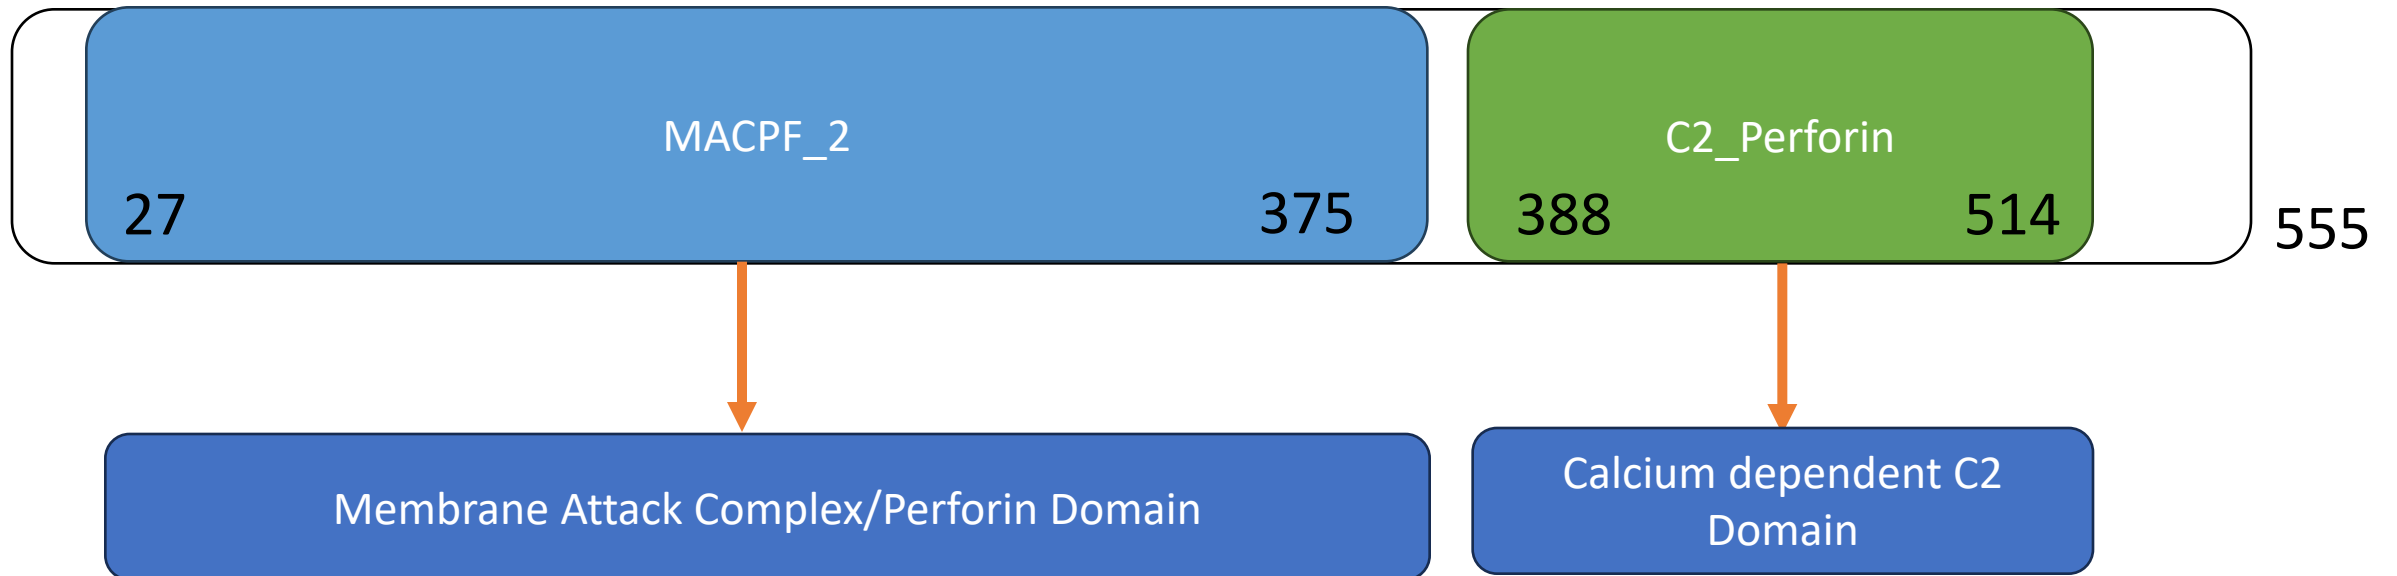 MACPF_2
C2_Perforin
27
375
388
514
555
Membrane Attack Complex/Perforin Domain
Calcium dependent C2
Domain